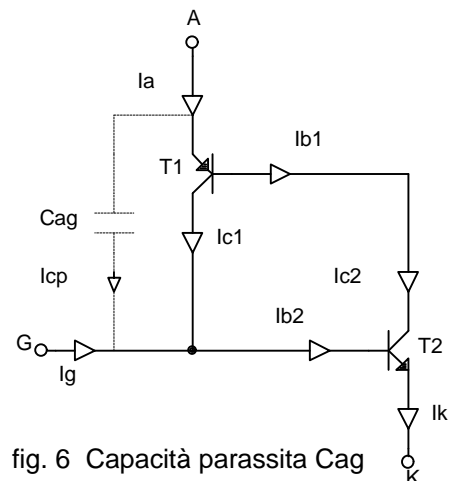 A
Ia
T1
Ib1
Cag
Ic1
Icp
Ic2
Ib2
G
Ig
T2
Ik
fig. 6 Capacità parassita Cag
K